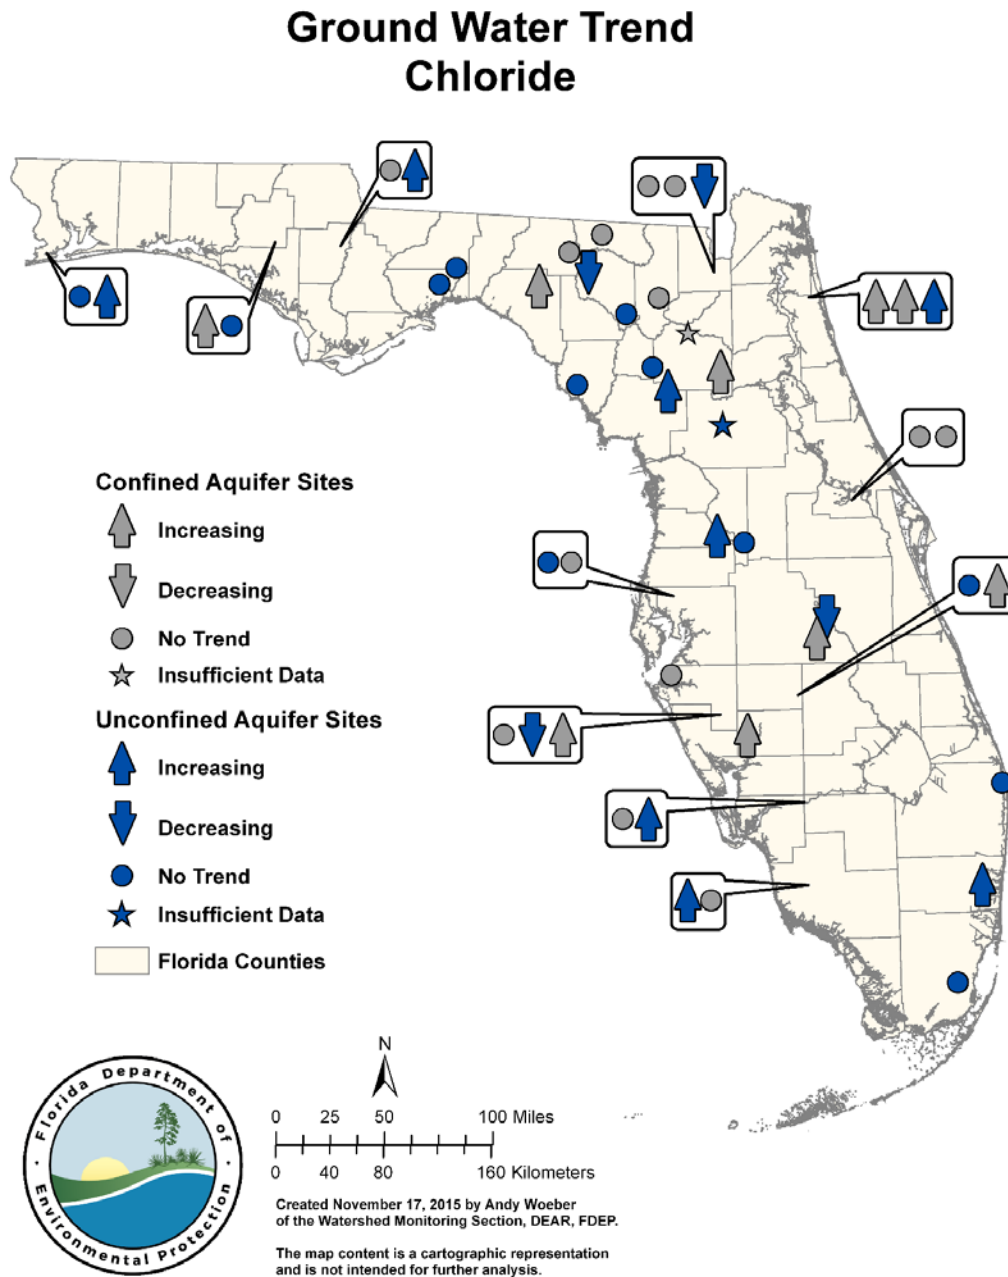 Ground Water Trend
Chloride
Confined Aquifer Sites
Increasing
Decreasing
No Trend
Insufficient Data
Unconfined Aquifer Sites
Increasing
Decreasing
No Trend
Insufficient Data
Florida Counties
Florida Department of
Environmental Protection
N
0 25 50 100 Miles
0 40 80 160 Kilometers
Created November 17, 2015 by Andy Woeber
of the Watershed Monitoring Section, DEAR, FDEP.
The map content is a cartographic representation
and is not intended for further analysis.